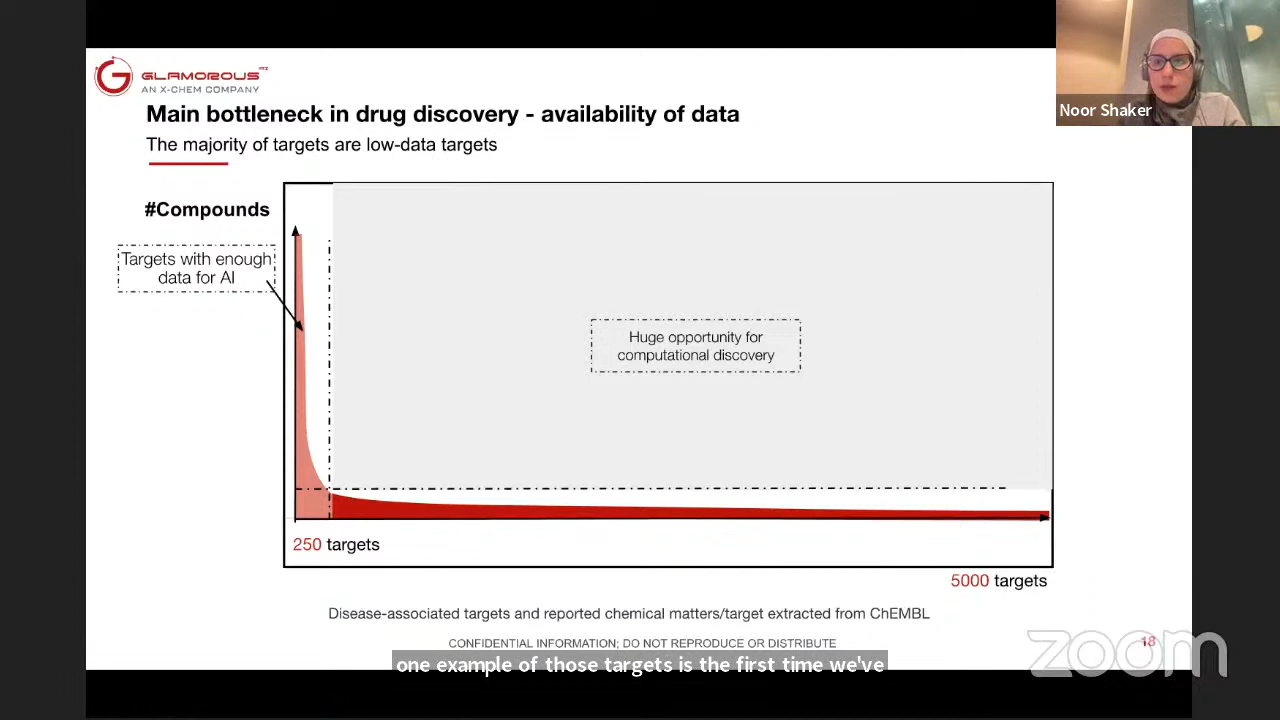 GLAMOROUS
AN X-CHEM COMPANY
Noor Shaker
Main bottleneck in drug discovery - availability of data
The majority of targets are low-data targets
#Compounds
Targets with enough
data for AI
Huge opportunity for
computational discovery
250 targets
5000 targets
Disease-associated targets and reported chemical matters/target extracted from ChEMBL
CONFIDENTIAL INFORMATION; DO NOT REPRODUCE OR DISTRIBUTE
18
zoom
one example of those targets is the first time we've